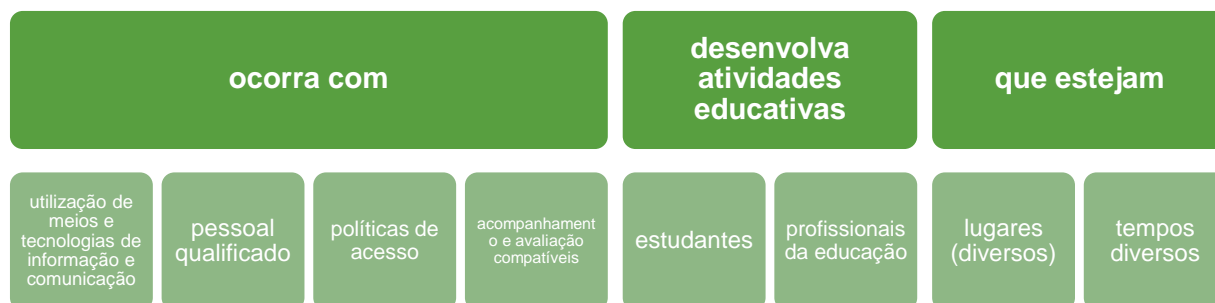 ocorra com
desenvolva
atividades
educativas
que estejam
utilização de
meios e
tecnologias de
informação e
comunicação
pessoal
qualificado
políticas de
acesso
acompanhament
o e avaliação
compatíveis
estudantes
profissionais
da educação
lugares
(diversos)
tempos
diversos